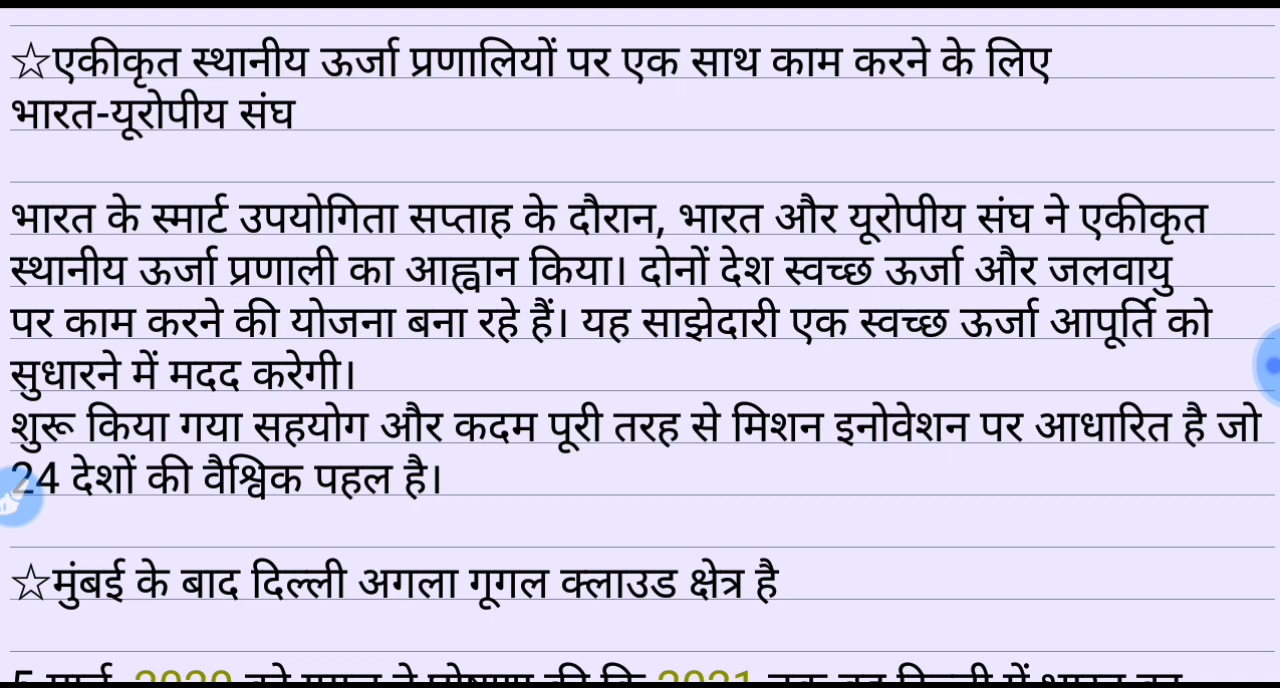 ☆एकीकृत स्थानीय ऊर्जा प्रणालियों पर एक साथ काम करने के लिए
भारत-यूरोपीय संघ
भारत के स्मार्ट उपयोगिता सप्ताह के दौरान, भारत और यूरोपीय संघ ने एकीकृत
स्थानीय ऊर्जा प्रणाली का आह्वान किया। दोनों देश स्वच्छ ऊर्जा और जलवायु
पर काम करने की योजना बना रहे हैं। यह साझेदारी एक स्वच्छ ऊर्जा आपूर्ति को
सुधारने में मदद करेगी।
शुरू किया गया सहयोग और कदम पूरी तरह से मिशन इनोवेशन पर आधारित है जो
24 देशों की वैश्विक पहल है।
☆मुंबई के बाद दिल्ली अगला गूगल क्लाउड क्षेत्र है